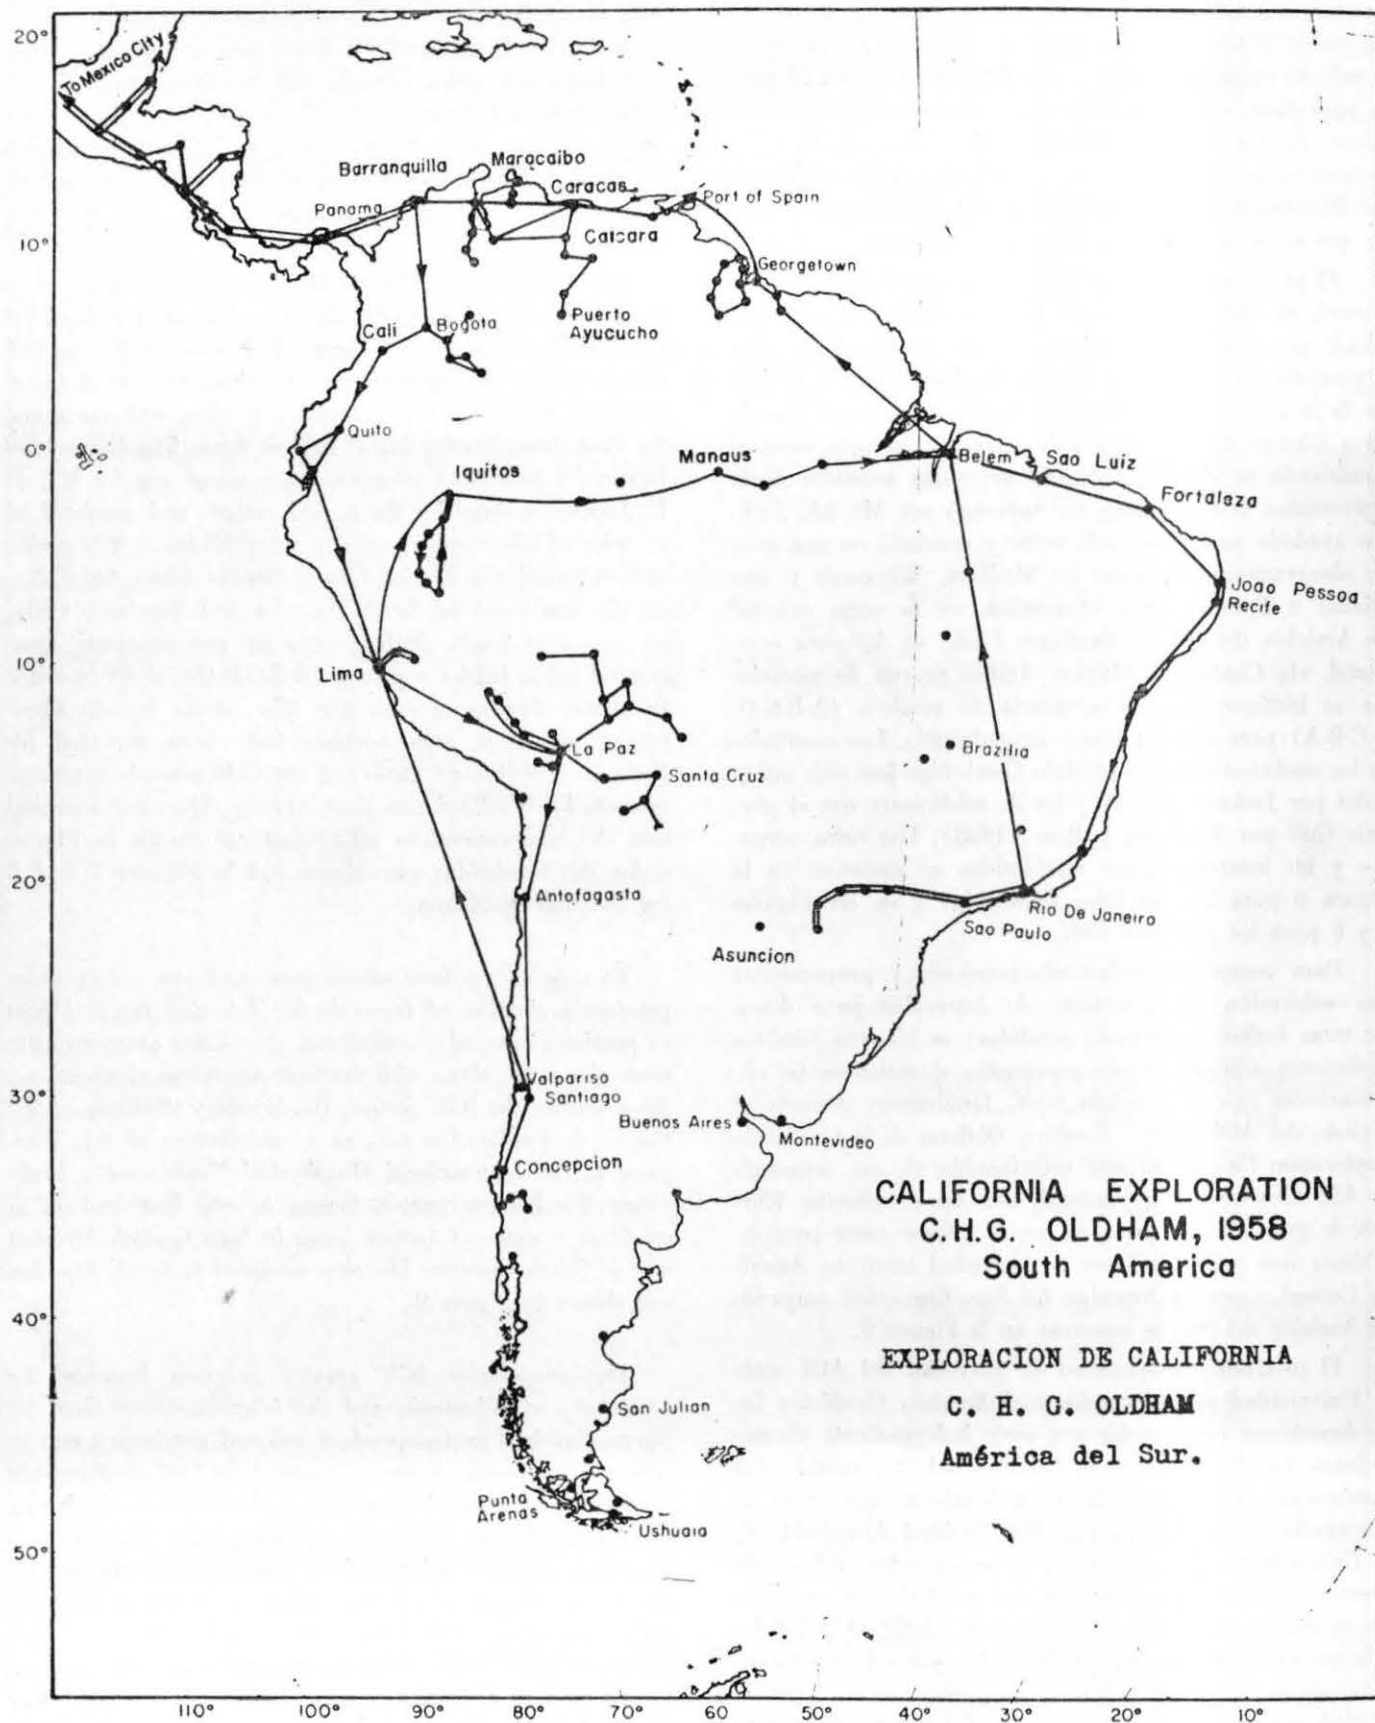 20°
To Mexico City
Barranquilla
Maracaibo
Caracas
Port of Spain
Panama
10°
Caicara
Georgetown
Cali
Bogota
Puerto
Ayucucho
Quito
0°
Iquitos
Manaus
Belem
Sao Luiz
Fortalaza
Joao Pessoa
Recife
10°
Lima
La Paz
Santa Cruz
Brazilia
20°
Antofagasta
Rio De Janeiro
Sao Paulo
Asuncion
30°
Valpariso
Santiago
Buenos Aires
Montevideo
Concepcion
CALIFORNIA EXPLORATION
C.H.G. OLDHAM, 1958
South America
40°
EXPLORACION DE CALIFORNIA
C. H. G. OLDHAM
América del Sur.
San Julian
Punta
Arenas
Ushuaia
50°
110° 100° 80° 70° 60 50° 40° 30° 20° 10°